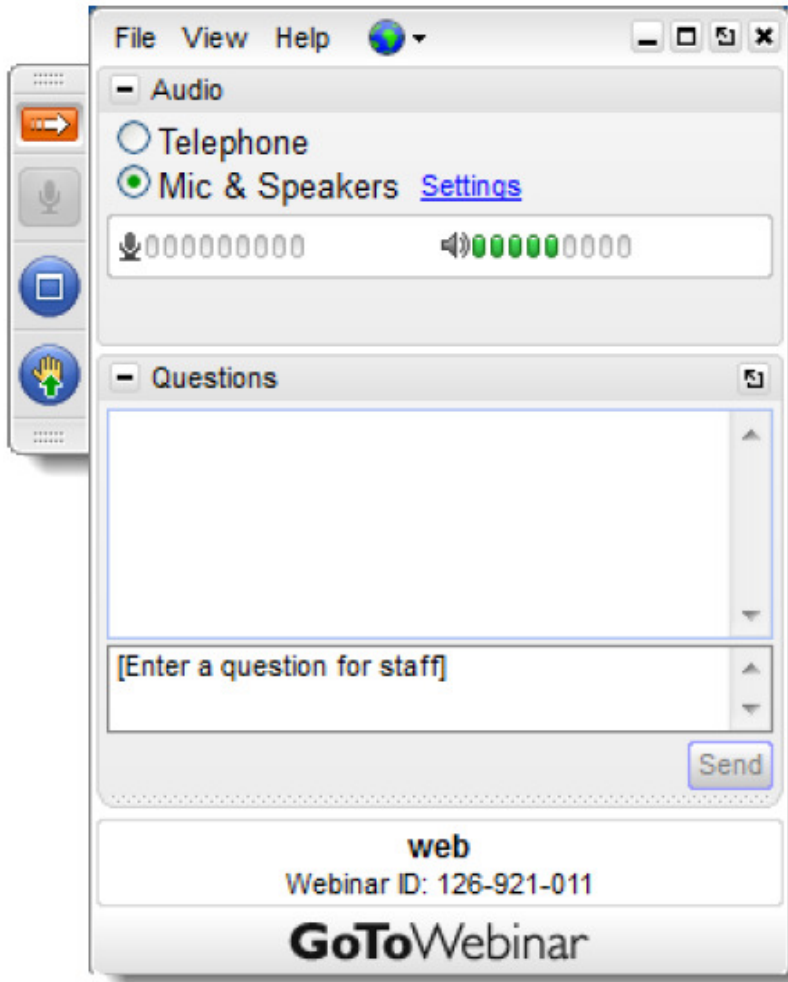 File View Help
Audio
Telephone
Mic & Speakers Settings
Questions
[Enter a question for staff]
Send
web
Webinar ID: 126-921-011
GoToWebinar